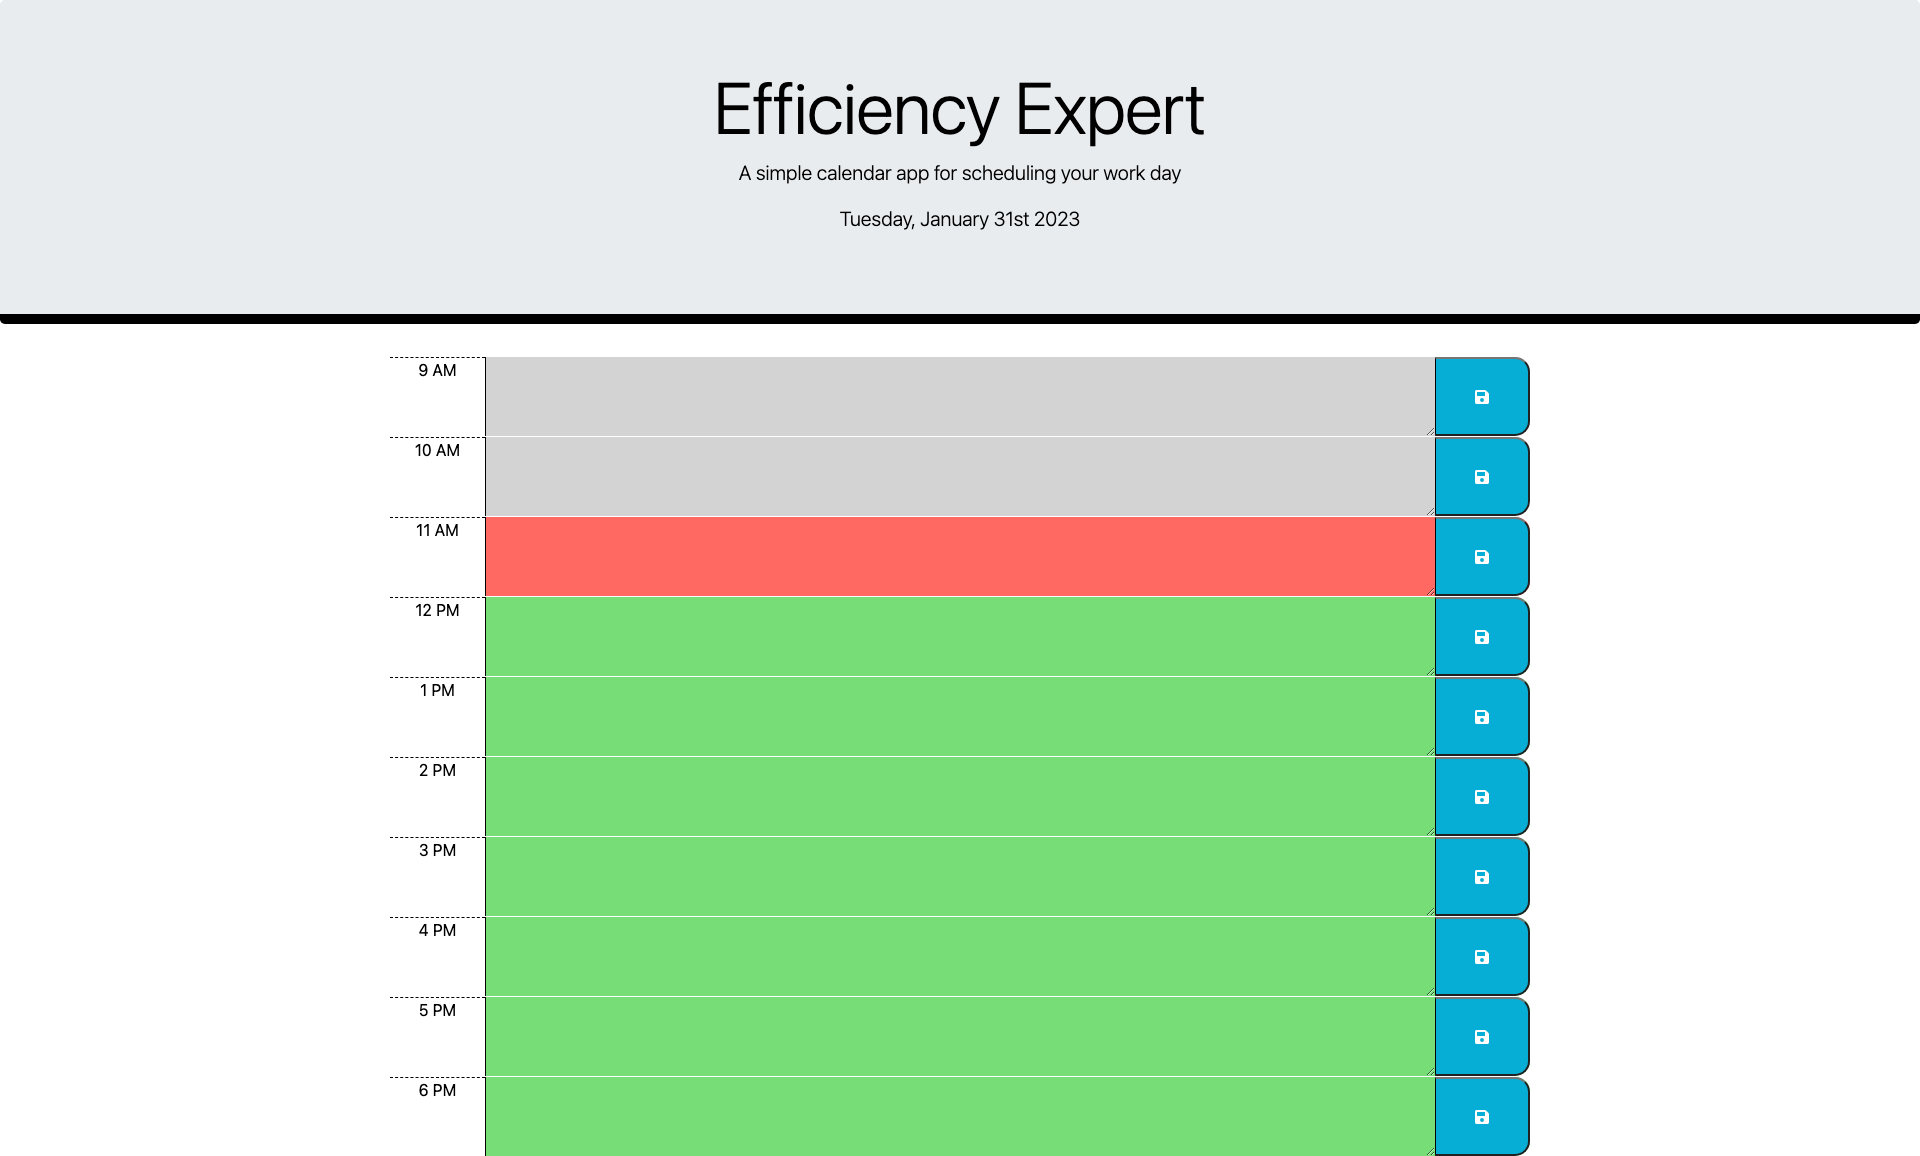 Efficiency Expert
A simple calendar app for scheduling your work day
Tuesday, January 31st 2023
9 AM
10 AM
11 AM
12 PM
1 PM
2 PM
3 PM
4 PM
5 PM
6 PM